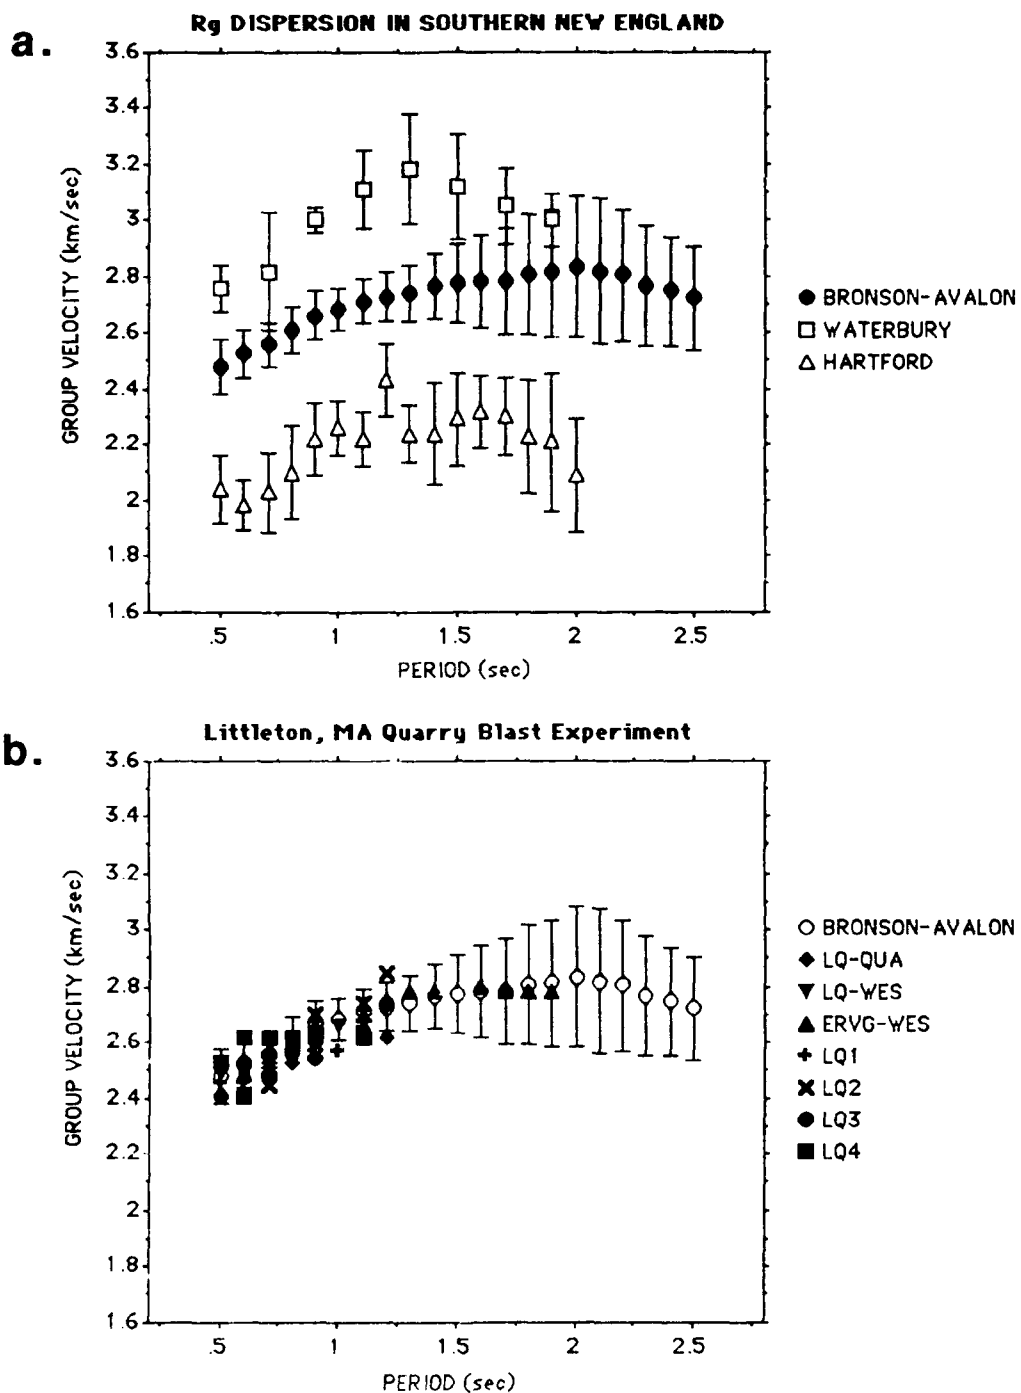 a.
Rg DISPERSION IN SOUTHERN NEW ENGLAND
3.6
3.4
3.2
3
2.8
2.6
2.4
2.2
2
1.8
1.6
GROUP VELOCITY (km/sec)
.5 1 1.5 2 2.5
PERIOD (sec)
BRONSON-AVALON
WATERBURY
HARTFORD
b.
Littleton, MA Quarry Blast Experiment
3.6
3.4
3.2
3
2.8
2.6
2.4
2.2
2
1.8
1.6
GROUP VELOCITY (km/sec)
.5 1 1.5 2 2.5
PERIOD (sec)
BRONSON-AVALON
LQ-QUA
LQ-WES
ERVG-WES
LQ1
LQ2
LQ3
LQ4